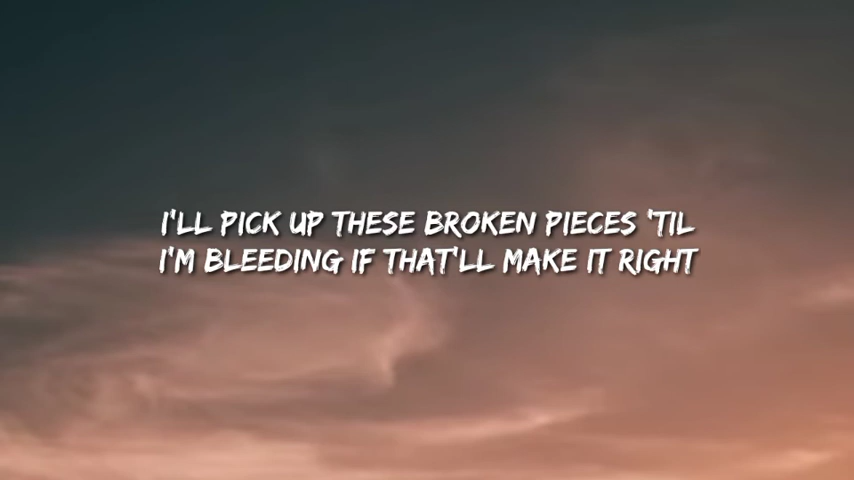 I'LL PICK UP THESE BROKEN PIECES 'TIL
I'M BLEEDING IF THAT'LL MAKE IT RIGHT